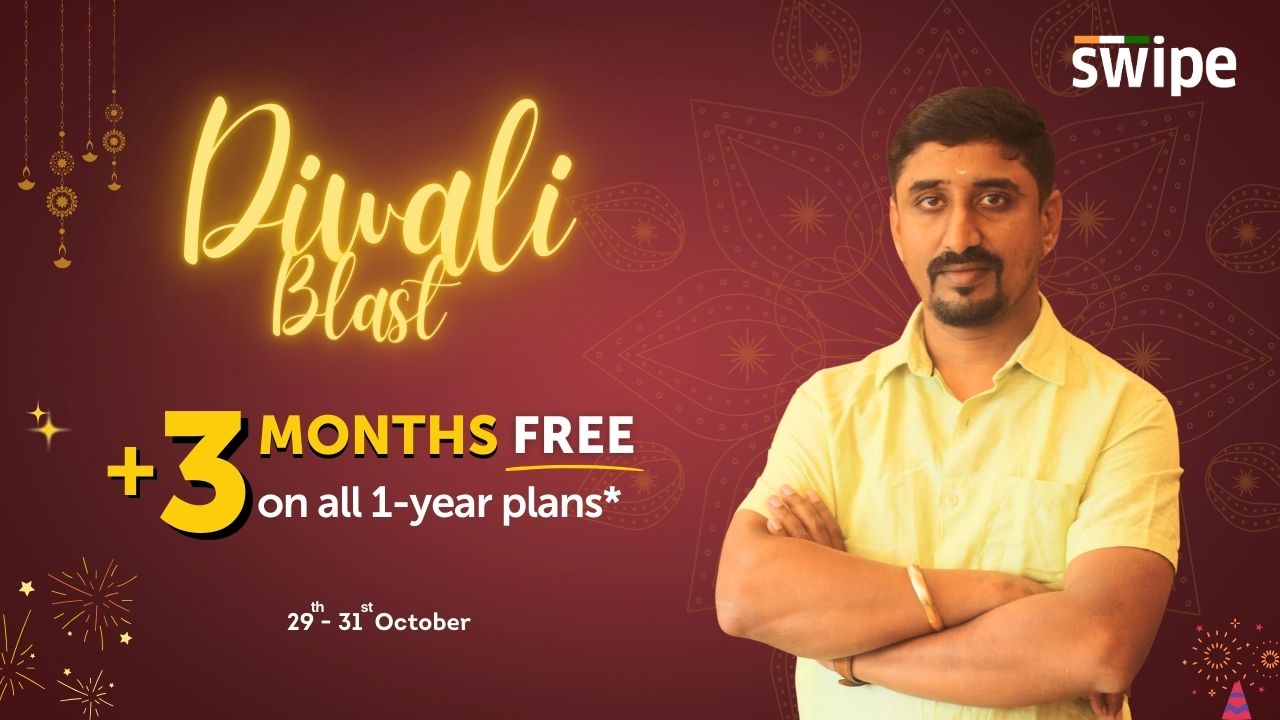 swipe
Diwali
Blast
+3 MONTHS FREE
on all 1-year plans*
29th - 31st October